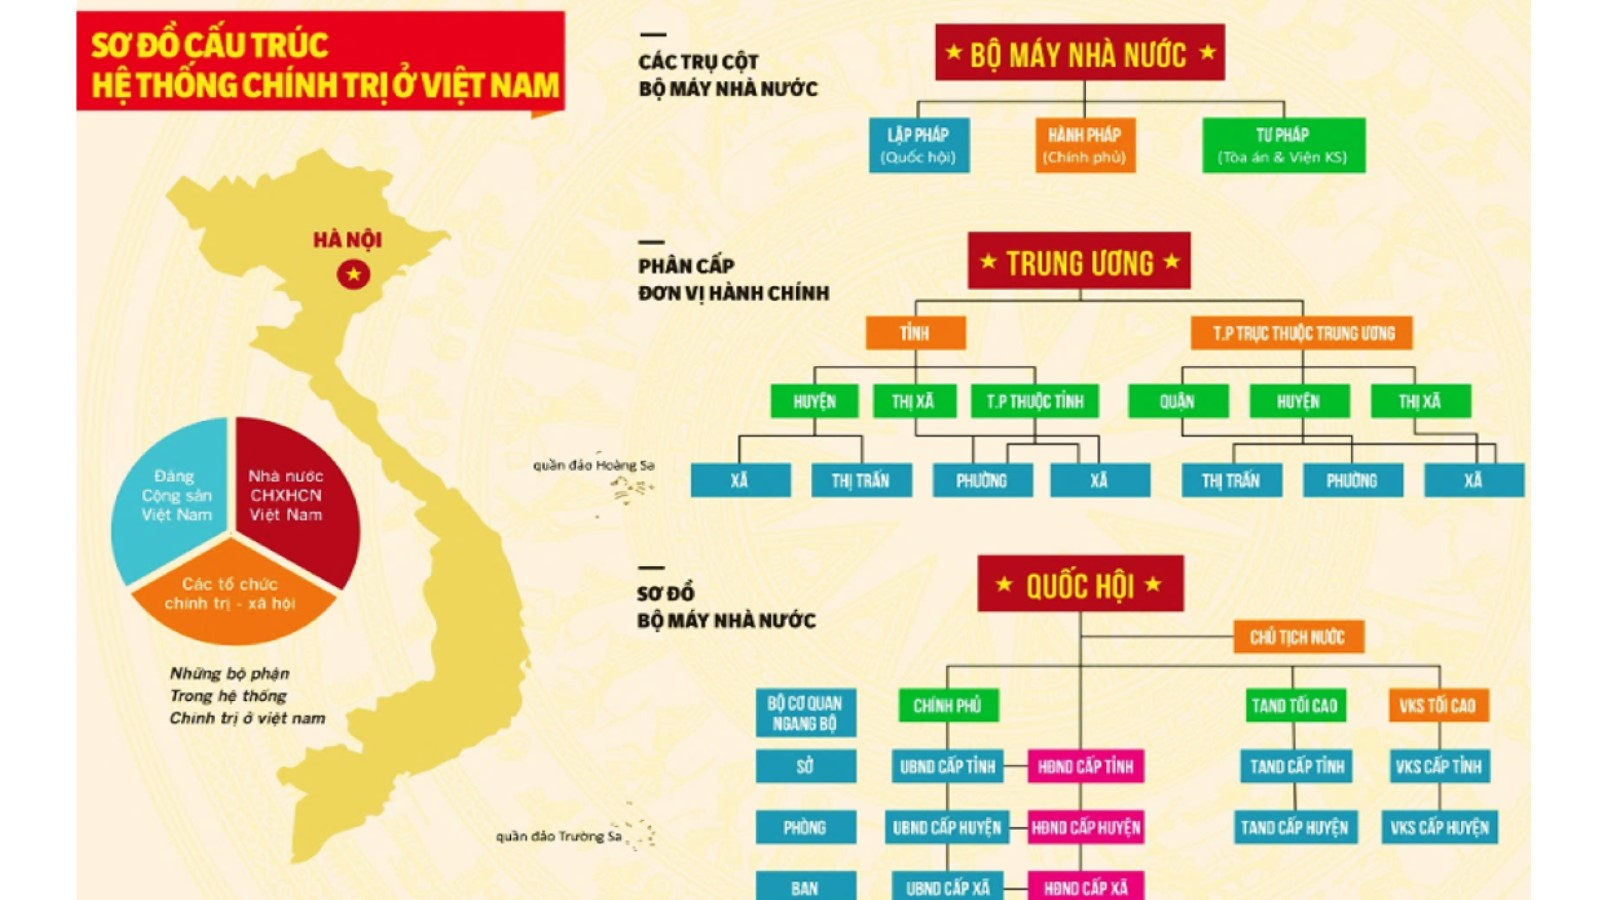 SƠ ĐỒ CẤU TRÚC
HỆ THỐNG CHÍNH TRỊ Ở VIỆT NAM
HÀ NỘI
quần đảo Hoàng Sa
quần đảo Trường Sa
Đảng
Cộng sản
Việt Nam
Nhà nước
CHXHCN
Việt Nam
Các tổ chức
chính trị - xã hội
Những bộ phận
Trong hệ thống
Chính trị ở việt nam
CÁC TRỤ CỘT
BỘ MÁY NHÀ NƯỚC
BỘ MÁY NHÀ NƯỚC
LẬP PHÁP
(Quốc hội)
HÀNH PHÁP
(Chính phủ)
TƯ PHÁP
(Tòa án & Viện KS)
PHÂN CẤP
ĐƠN VỊ HÀNH CHÍNH
TRUNG ƯƠNG
TỈNH
T.P TRỰC THUỘC TRUNG ƯƠNG
HUYỆN
THỊ XÃ
T.P THUỘC TỈNH
QUẬN
HUYỆN
THỊ XÃ
XÃ
THỊ TRẤN
PHƯỜNG
XÃ
THỊ TRẤN
PHƯỜNG
XÃ
SƠ ĐỒ
BỘ MÁY NHÀ NƯỚC
QUỐC HỘI
CHỦ TỊCH NƯỚC
BỘ CƠ QUAN
NGANG BỘ
CHÍNH PHỦ
TAND TỐI CAO
VKS TỐI CAO
SỞ
UBND CẤP TỈNH
HĐND CẤP TỈNH
TAND CẤP TỈNH
VKS CẤP TỈNH
PHÒNG
UBND CẤP HUYỆN
HĐND CẤP HUYỆN
TAND CẤP HUYỆN
VKS CẤP HUYỆN
BAN
UBND CẤP XÃ
HĐND CẤP XÃ